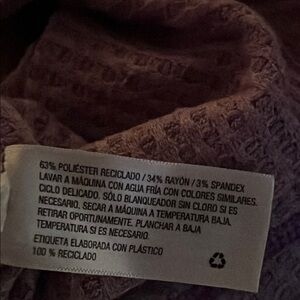 63% POLIÉSTER RECICLADO / 34% RAYÓN / 3% SPANDEX
LAVAR A MÁQUINA CON AGUA FRÍA CON COLORES SIMILARES.
CICLO DELICADO. SÓLO BLANQUEADOR SIN CLORO SI ES
NECESARIO. SECAR A MÁQUINA A TEMPERATURA BAJA.
RETIRAR OPORTUNAMENTE. PLANCHAR A BAJA
TEMPERATURA SI ES NECESARIO.
ETIQUETA ELABORADA CON PLÁSTICO
100 % RECICLADO